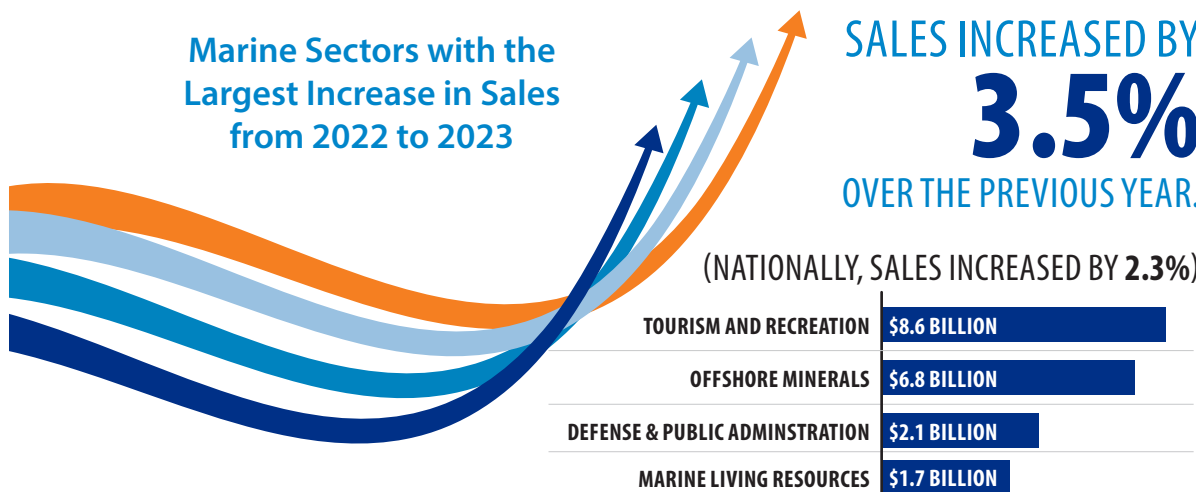 Marine Sectors with the
Largest Increase in Sales
from 2022 to 2023
SALES INCREASED BY
3.5%
OVER THE PREVIOUS YEAR.
(NATIONALLY, SALES INCREASED BY 2.3%)
TOURISM AND RECREATION $8.6 BILLION
OFFSHORE MINERALS $6.8 BILLION
DEFENSE & PUBLIC ADMINSTRATION $2.1 BILLION
MARINE LIVING RESOURCES $1.7 BILLION